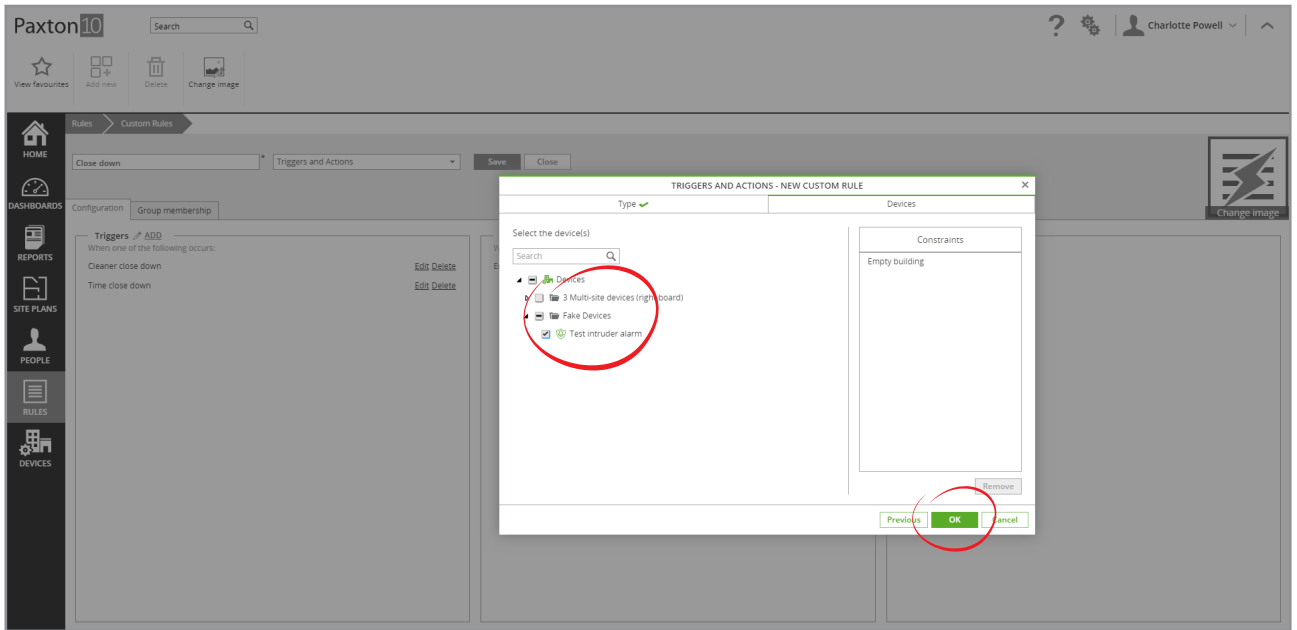 Paxton10
Search
Charlotte Powell
View favourites
Add new
Delete
Change image
Rules
Custom Rules
Close down
*
Triggers and Actions
Save
Close
Change image
HOME
DASHBOARDS
REPORTS
SITE PLANS
PEOPLE
RULES
DEVICES
Configuration
Group membership
Triggers ADD
When one of the following occurs:
Cleaner close down
Edit Delete
Time close down
Edit Delete
TRIGGERS AND ACTIONS - NEW CUSTOM RULE
Type
Devices
Select the device(s)
Search
Devices
3 Multi-site devices (right board)
Fake Devices
Test intruder alarm
Constraints
Empty building
Remove
Previous
OK
Cancel